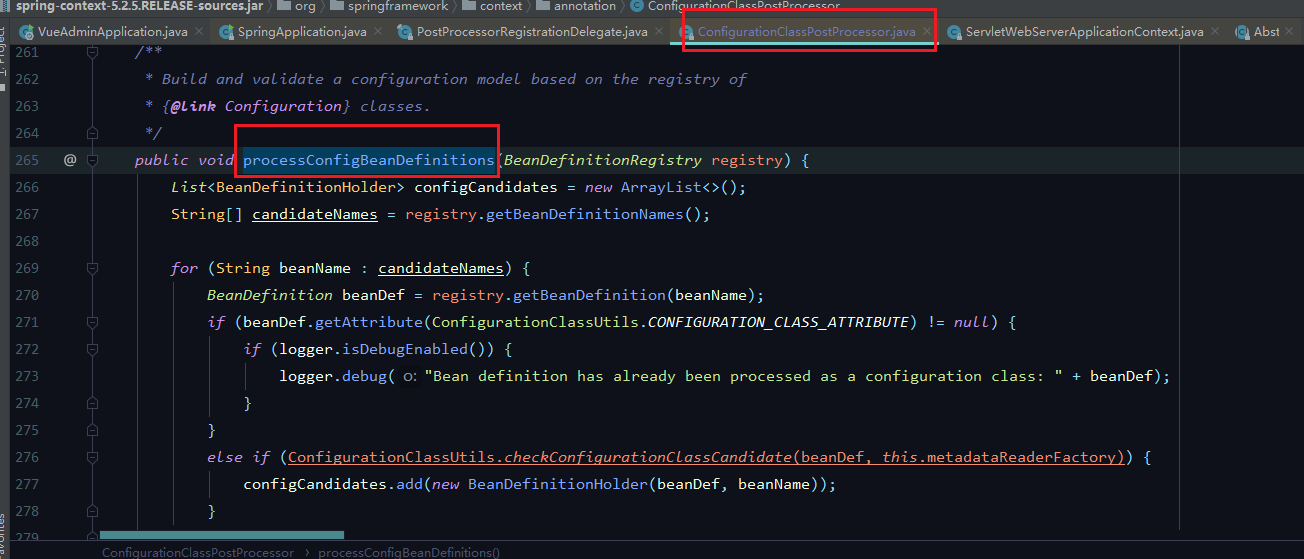 spring-context-5.2.5.RELEASE-sources.jar org springframework context annotation ConfigurationClassPostProcessor
VueAdminApplication.java SpringApplication.java PostProcessorRegistrationDelegate.java ConfigurationClassPostProcessor.java ServletWebServerApplicationContext.java Abst
1: Project
261 /**
262 * Build and validate a configuration model based on the registry of
263 * {@link Configuration} classes.
264 */
265 @ public void processConfigBeanDefinitions(BeanDefinitionRegistry registry) {
266 List<BeanDefinitionHolder> configCandidates = new ArrayList<>();
267 String[] candidateNames = registry.getBeanDefinitionNames();
268
269 for (String beanName : candidateNames) {
270 BeanDefinition beanDef = registry.getBeanDefinition(beanName);
271 if (beanDef.getAttribute(ConfigurationClassUtils.CONFIGURATION_CLASS_ATTRIBUTE) != null) {
272 if (logger.isDebugEnabled()) {
273 logger.debug( o: "Bean definition has already been processed as a configuration class: " + beanDef);
274 }
275 }
276 else if (ConfigurationClassUtils.checkConfigurationClassCandidate(beanDef, this.metadataReaderFactory)) {
277 configCandidates.add(new BeanDefinitionHolder(beanDef, beanName));
278 }
279
ConfigurationClassPostProcessor › processConfigBeanDefinitions()